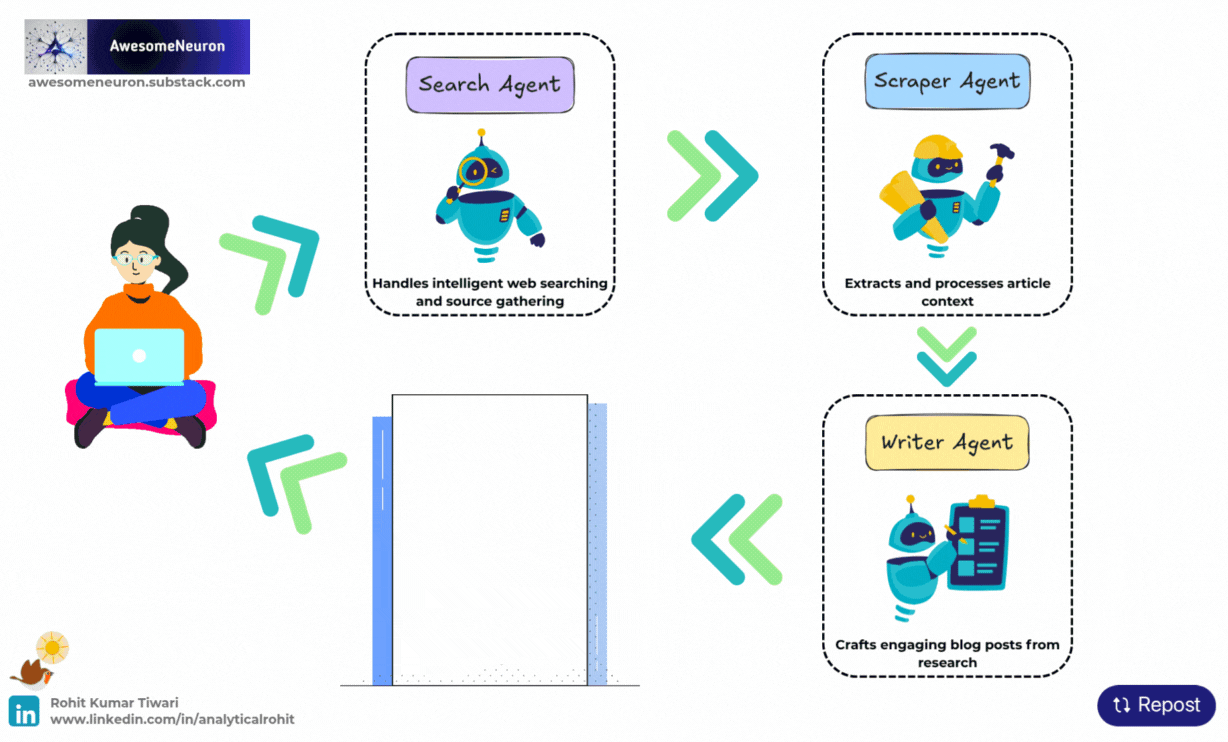 AwesomeNeuron
awesomeneuron.substack.com
Search Agent
Handles intelligent web searching
and source gathering
Scraper Agent
Extracts and processes article
context
Writer Agent
Crafts engaging blog posts from
research
in
Rohit Kumar Tiwari
www.linkedin.com/in/analyticalrohit
Repost